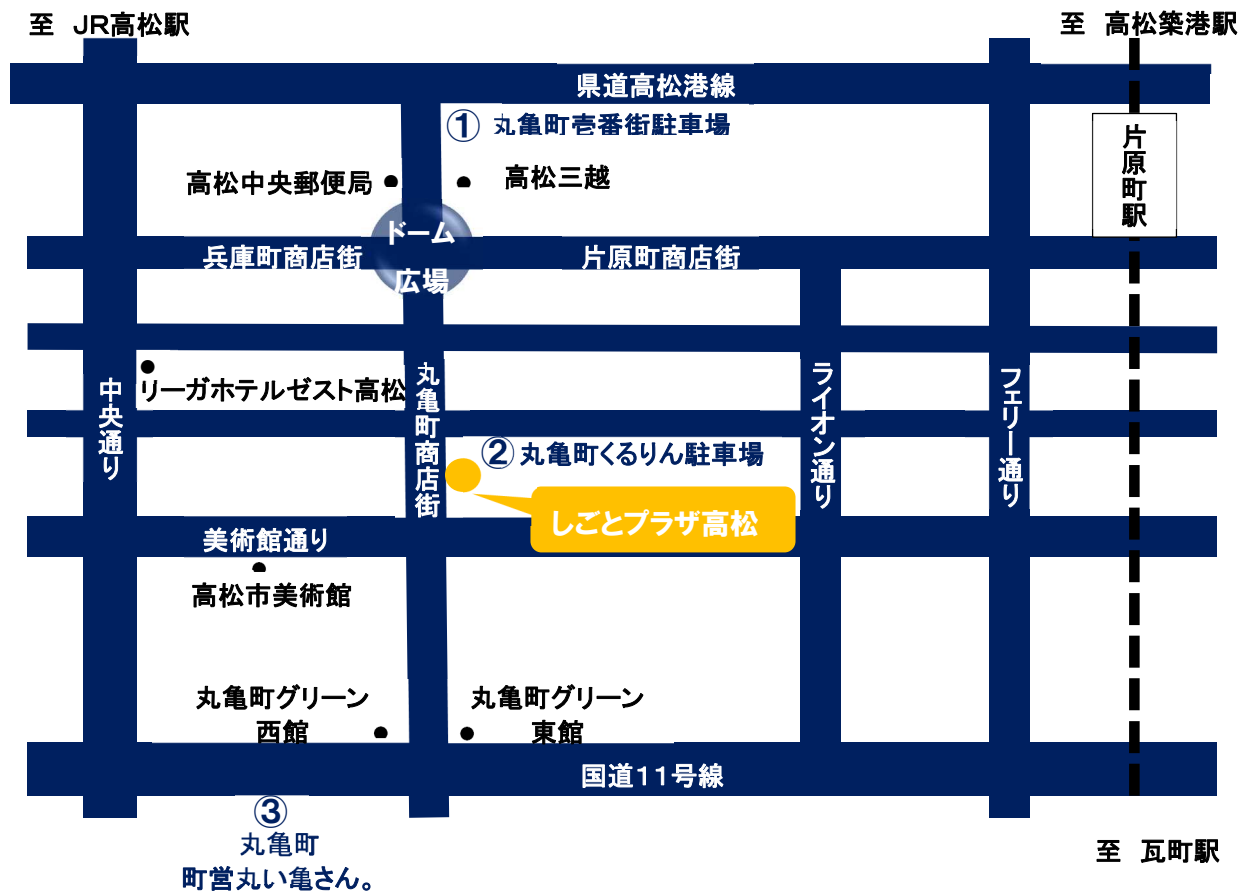 至 JR高松駅
至 高松築港駅
県道高松港線
① 丸亀町壱番街駐車場
片原町駅
高松中央郵便局
高松三越
ドーム
広場
兵庫町商店街
片原町商店街
リーガホテルゼスト高松
中央通り
丸亀町商店街
ライオン通り
フェリー通り
② 丸亀町くるりん駐車場
しごとプラザ高松
美術館通り
高松市美術館
丸亀町グリーン
西館
丸亀町グリーン
東館
国道11号線
③
丸亀町
町営丸い亀さん。
至 瓦町駅